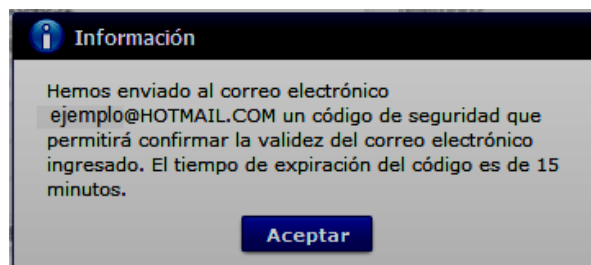 Información
Hemos enviado al correo electrónico
ejemplo@HOTMAIL.COM un código de seguridad que
permitirá confirmar la validez del correo electrónico
ingresado. El tiempo de expiración del código es de 15
minutos.
Aceptar